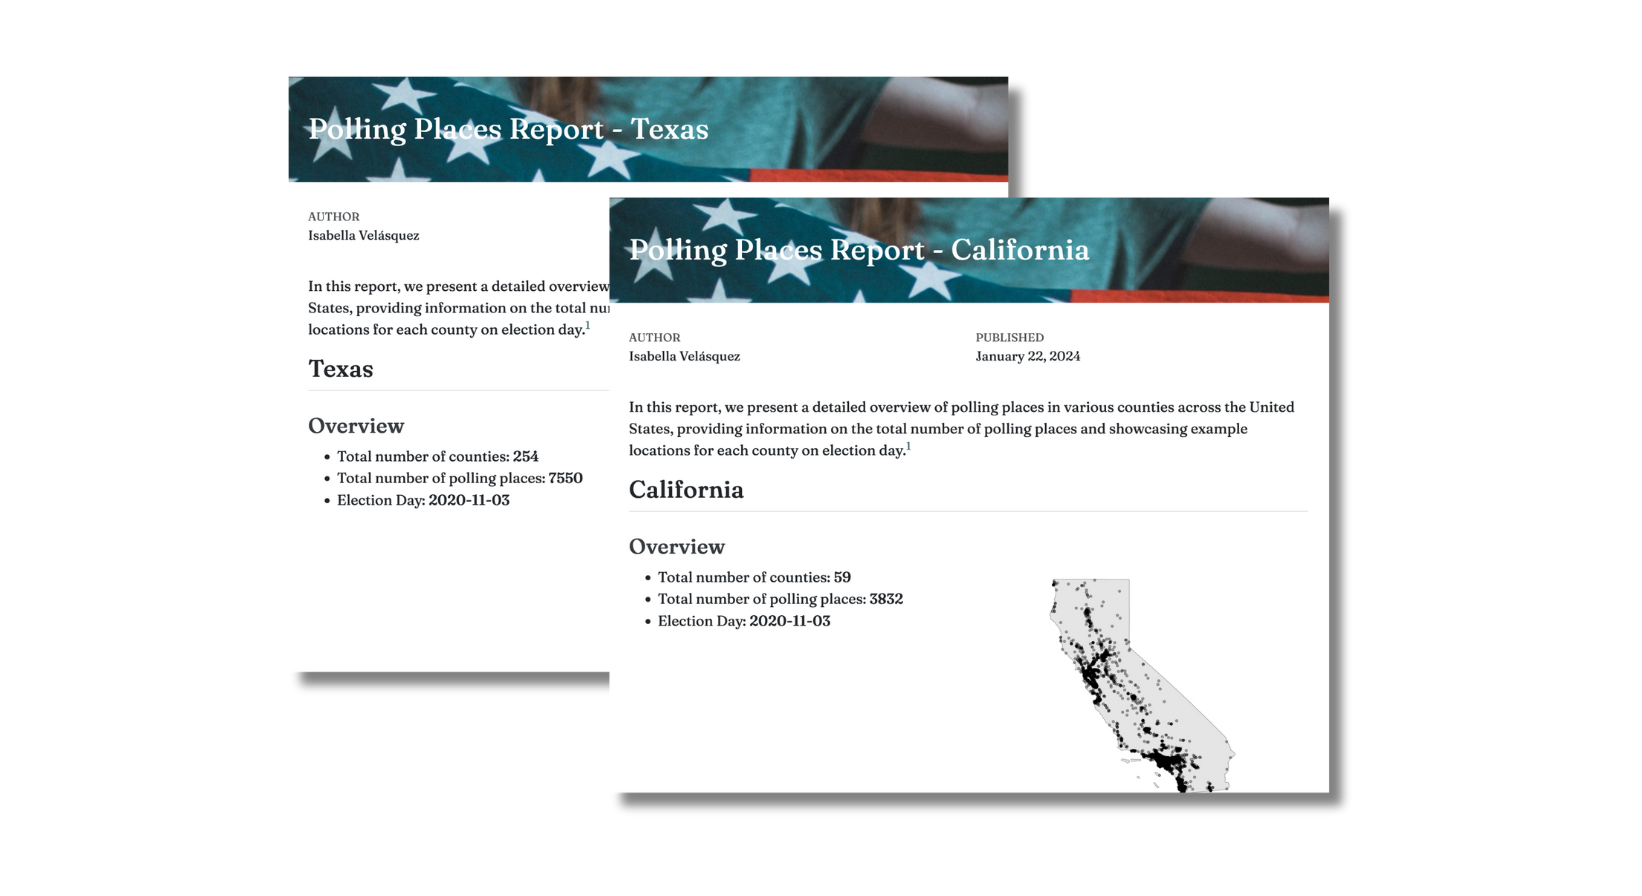 Polling Places Report - Texas
AUTHOR
Isabella Velásquez
In this report, we present a detailed overview
States, providing information on the total
locations for each county on election day.1
Texas
Overview
• Total number of counties: 254
• Total number of polling places: 7550
• Election Day: 2020-11-03
Polling Places Report - California
AUTHOR
Isabella Velásquez
PUBLISHED
January 22, 2024
In this report, we present a detailed overview of polling places in various counties across the United
States, providing information on the total number of polling places and showcasing example
locations for each county on election day.1
California
Overview
• Total number of counties: 59
• Total number of polling places: 3832
• Election Day: 2020-11-03